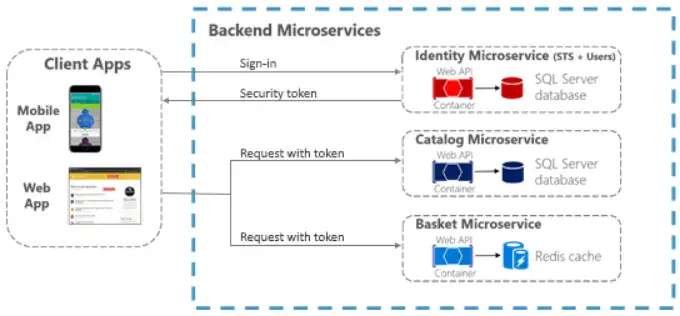 Backend Microservices
Client Apps
Mobile
App
Web
App
Sign-in
Security token
Request with token
Request with token
Identity Microservice (STS + Users)
Web API
Container
SQL Server
database
Catalog Microservice
Web API
Container
SQL Server
database
Basket Microservice
Web API
Container
Redis cache